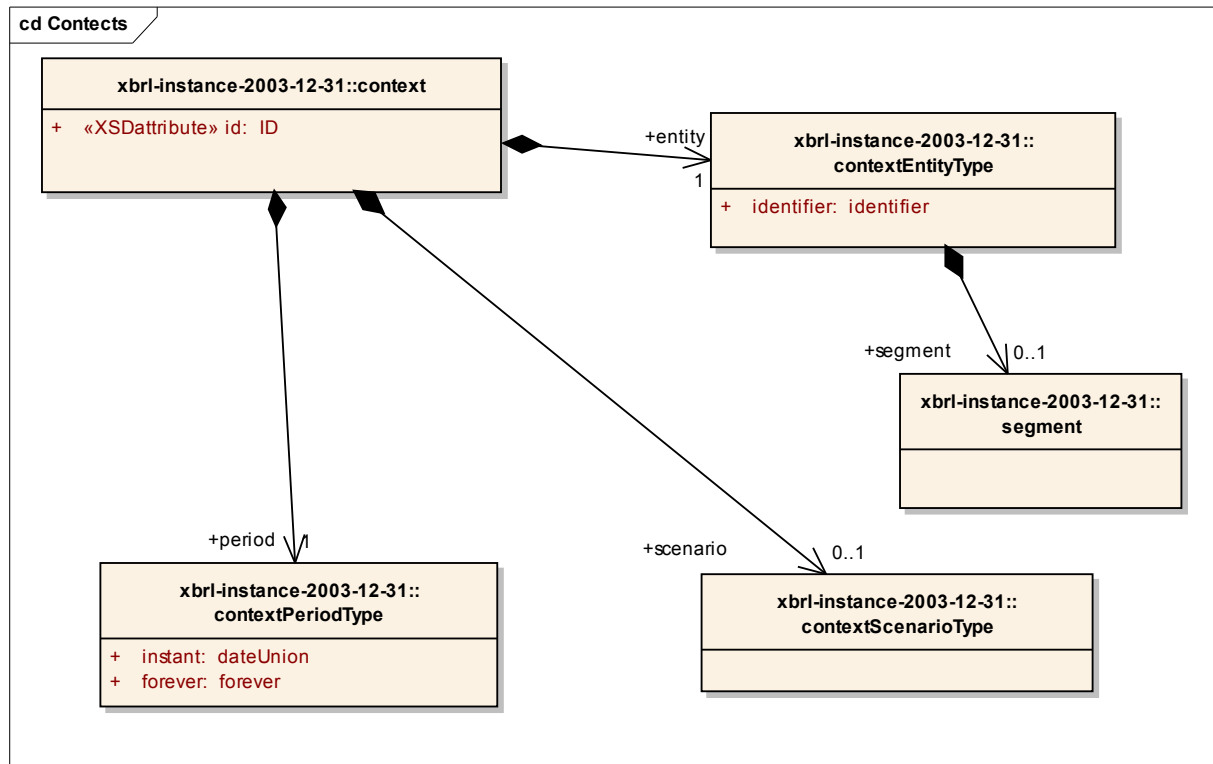 cd Contects
xbrl-instance-2003-12-31::context
+ «XSDattribute» id: ID
+entity
1
xbrl-instance-2003-12-31::
contextEntityType
+ identifier: identifier
+segment
0..1
xbrl-instance-2003-12-31::
segment
+period
1
+scenario
0..1
xbrl-instance-2003-12-31::
contextPeriodType
+ instant: dateUnion
+ forever: forever
xbrl-instance-2003-12-31::
contextScenarioType